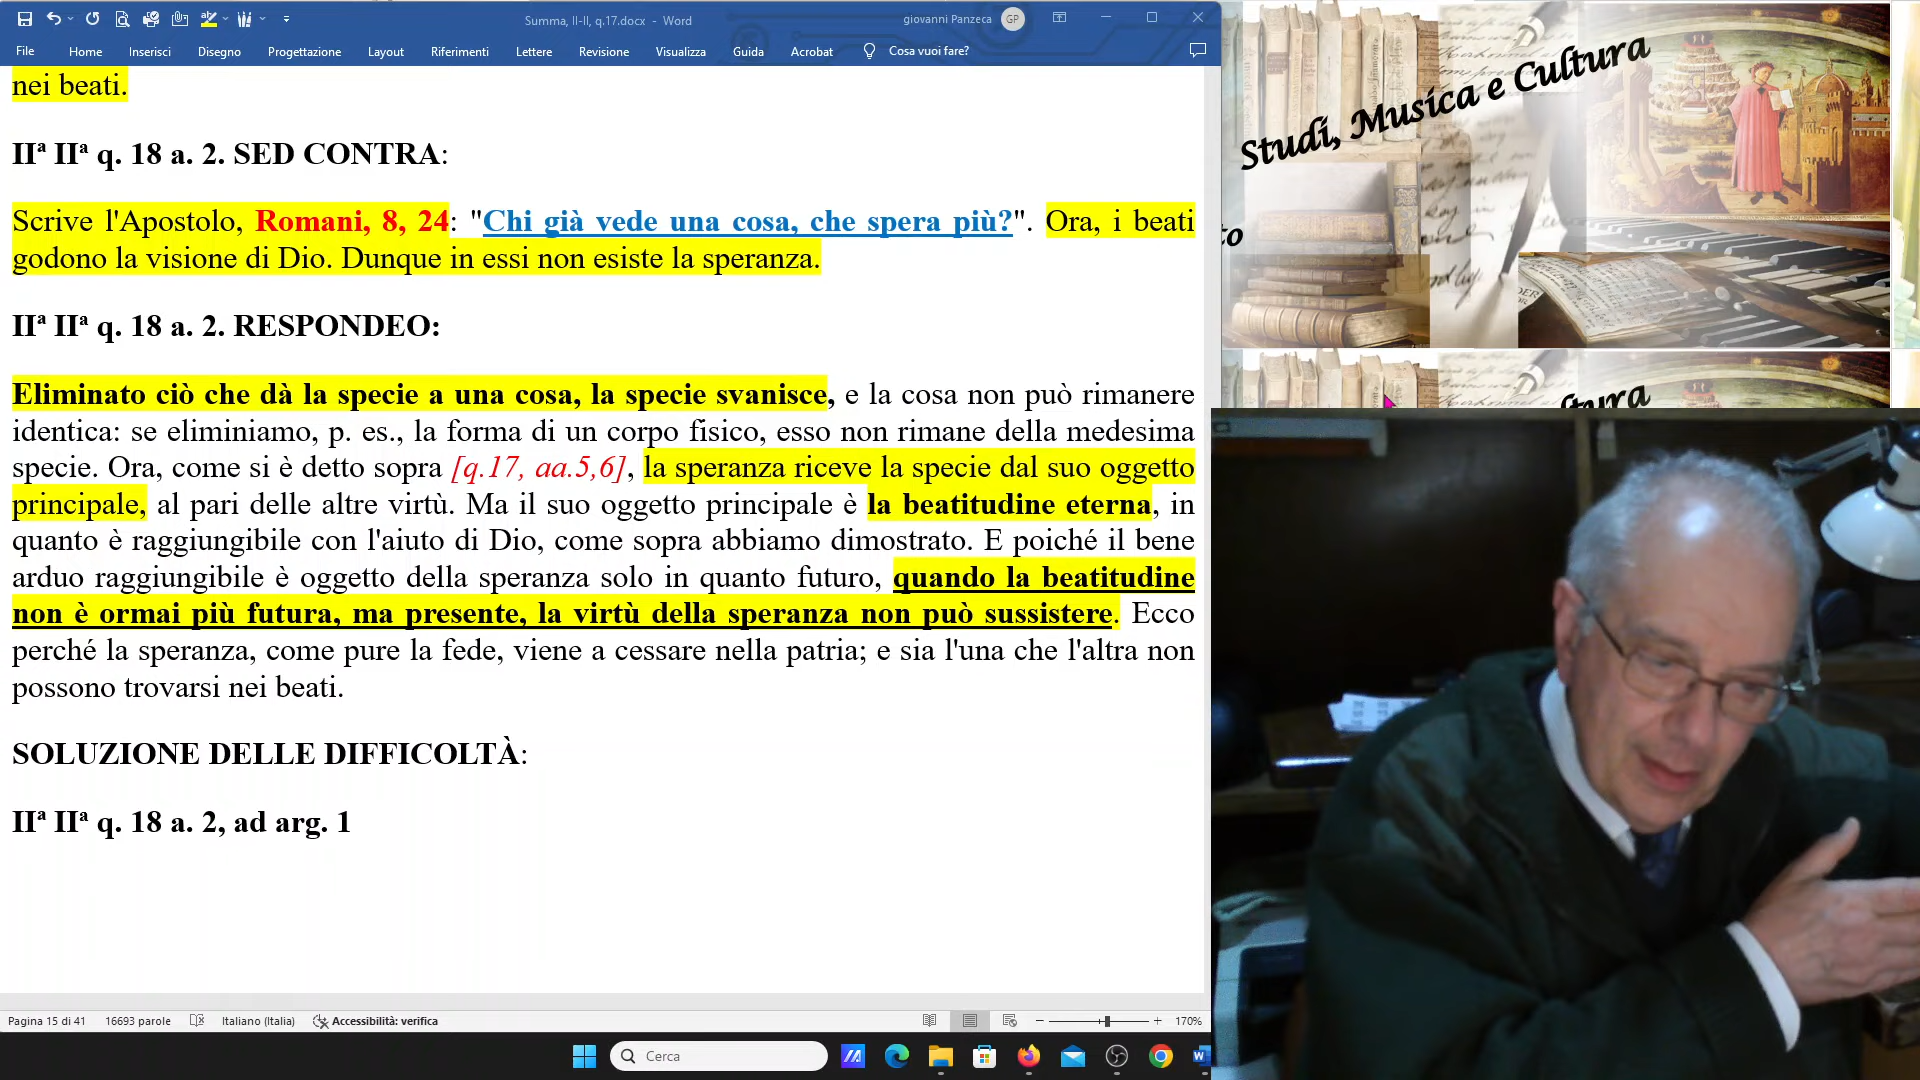 Summa, II-II, q.17.docx - Word
giovanni Panzeca GP
File Home Inserisci Disegno Progettazione Layout Riferimenti Lettere Revisione Visualizza Guida Acrobat Cosa vuoi fare?
nei beati.
IIª IIª q. 18 a. 2. SED CONTRA:
Scrive l'Apostolo, Romani, 8, 24: "Chi già vede una cosa, che spera più?". Ora, i beati
godono la visione di Dio. Dunque in essi non esiste la speranza.
IIª IIª q. 18 a. 2. RESPONDEO:
Eliminato ciò che dà la specie a una cosa, la specie svanisce, e la cosa non può rimanere
identica: se eliminiamo, p. es., la forma di un corpo fisico, esso non rimane della medesima
specie. Ora, come si è detto sopra [q.17, aa.5,6], la speranza riceve la specie dal suo oggetto
principale, al pari delle altre virtù. Ma il suo oggetto principale è la beatitudine eterna, in
quanto è raggiungibile con l'aiuto di Dio, come sopra abbiamo dimostrato. E poiché il bene
arduo raggiungibile è oggetto della speranza solo in quanto futuro, quando la beatitudine
non è ormai più futura, ma presente, la virtù della speranza non può sussistere. Ecco
perché la speranza, come pure la fede, viene a cessare nella patria; e sia l'una che l'altra non
possono trovarsi nei beati.
SOLUZIONE DELLE DIFFICOLTÀ:
IIª IIª q. 18 a. 2, ad arg. 1
Pagina 15 di 41 16693 parole Italiano (Italia) Accessibilità: verifica 170%
Cerca
Studi, Musica e Cultura
to
ltura